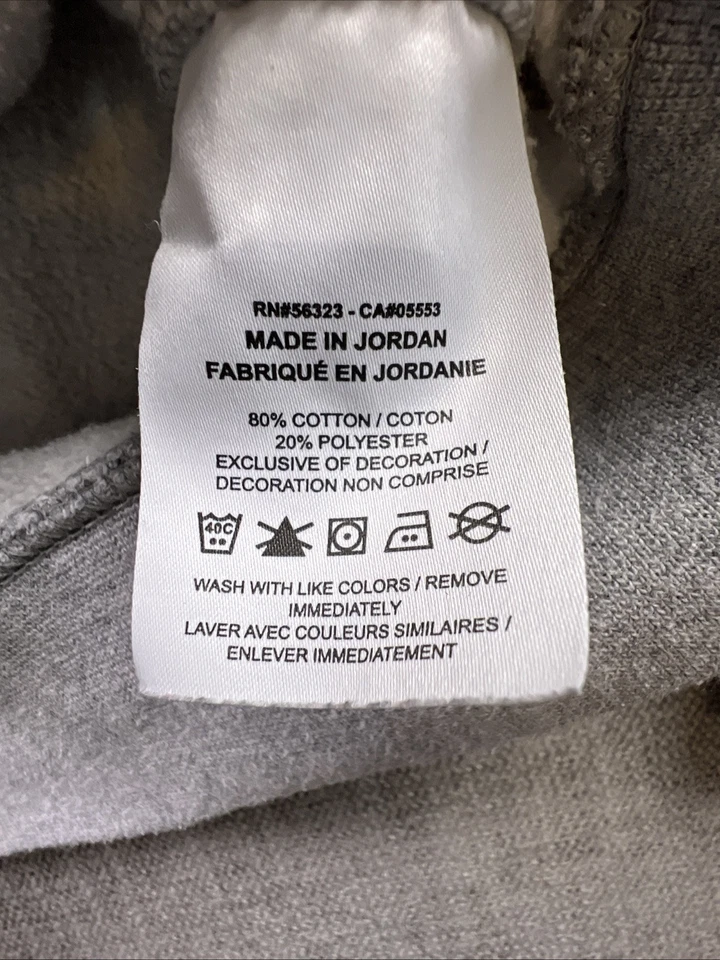 RN#56323 - CA#05553
MADE IN JORDAN
FABRIQUÉ EN JORDANIE
80% COTTON / COTON
20% POLYESTER
EXCLUSIVE OF DECORATION /
DECORATION NON COMPRISE
40C
WASH WITH LIKE COLORS / REMOVE
IMMEDIATELY
LAVER AVEC COULEURS SIMILAIRES /
ENLEVER IMMEDIATEMENT